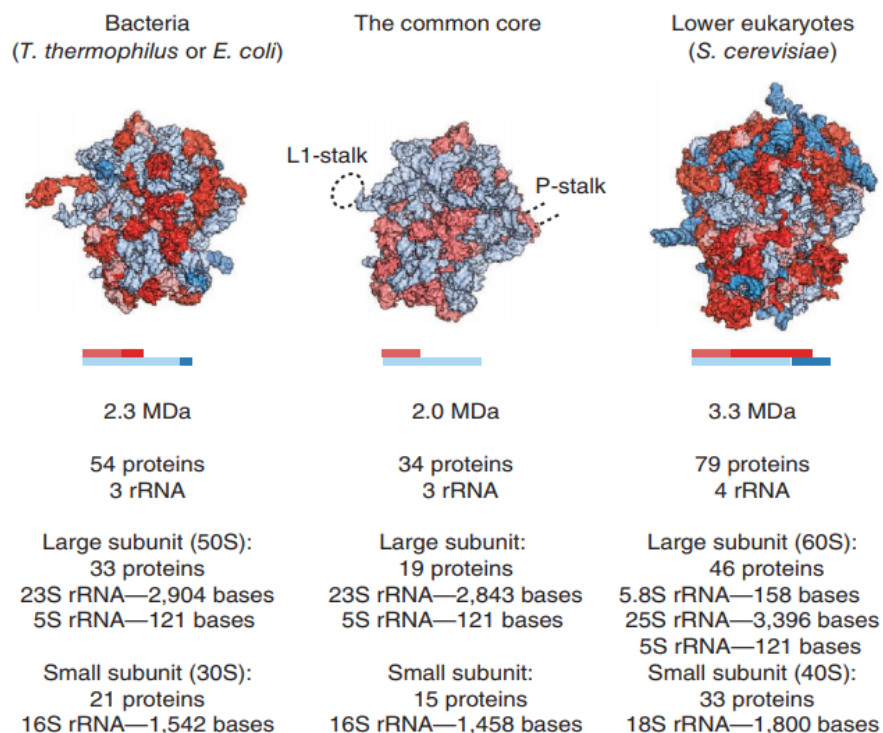 Bacteria
(T. thermophilus or E. coli)
The common core
Lower eukaryotes
(S. cerevisiae)
L1-stalk
P-stalk
2.3 MDa
2.0 MDa
3.3 MDa
54 proteins
3 rRNA
34 proteins
3 rRNA
79 proteins
4 rRNA
Large subunit (50S):
33 proteins
23S rRNA—2,904 bases
5S rRNA—121 bases
Large subunit:
19 proteins
23S rRNA—2,843 bases
5S rRNA—121 bases
Large subunit (60S):
46 proteins
5.8S rRNA—158 bases
25S rRNA—3,396 bases
5S rRNA—121 bases
Small subunit (30S):
21 proteins
16S rRNA—1,542 bases
Small subunit:
15 proteins
16S rRNA—1,458 bases
Small subunit (40S):
33 proteins
18S rRNA—1,800 bases